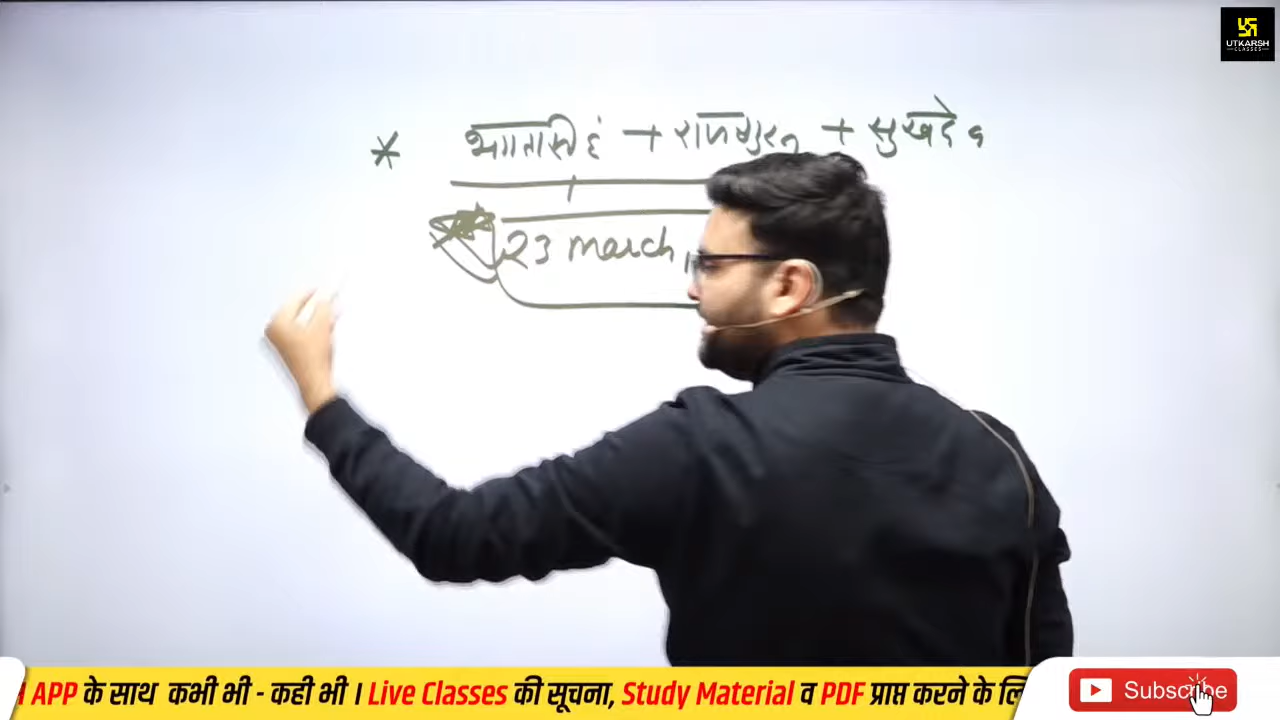 UTKARSH
CLASSES
* भगतसिंह + राजगुरु + सुखदेव
23 march
APP के साथ कभी भी - कही भी । Live Classes की सूचना, Study Material व PDF प्राप्त करने के लि
Subscribe